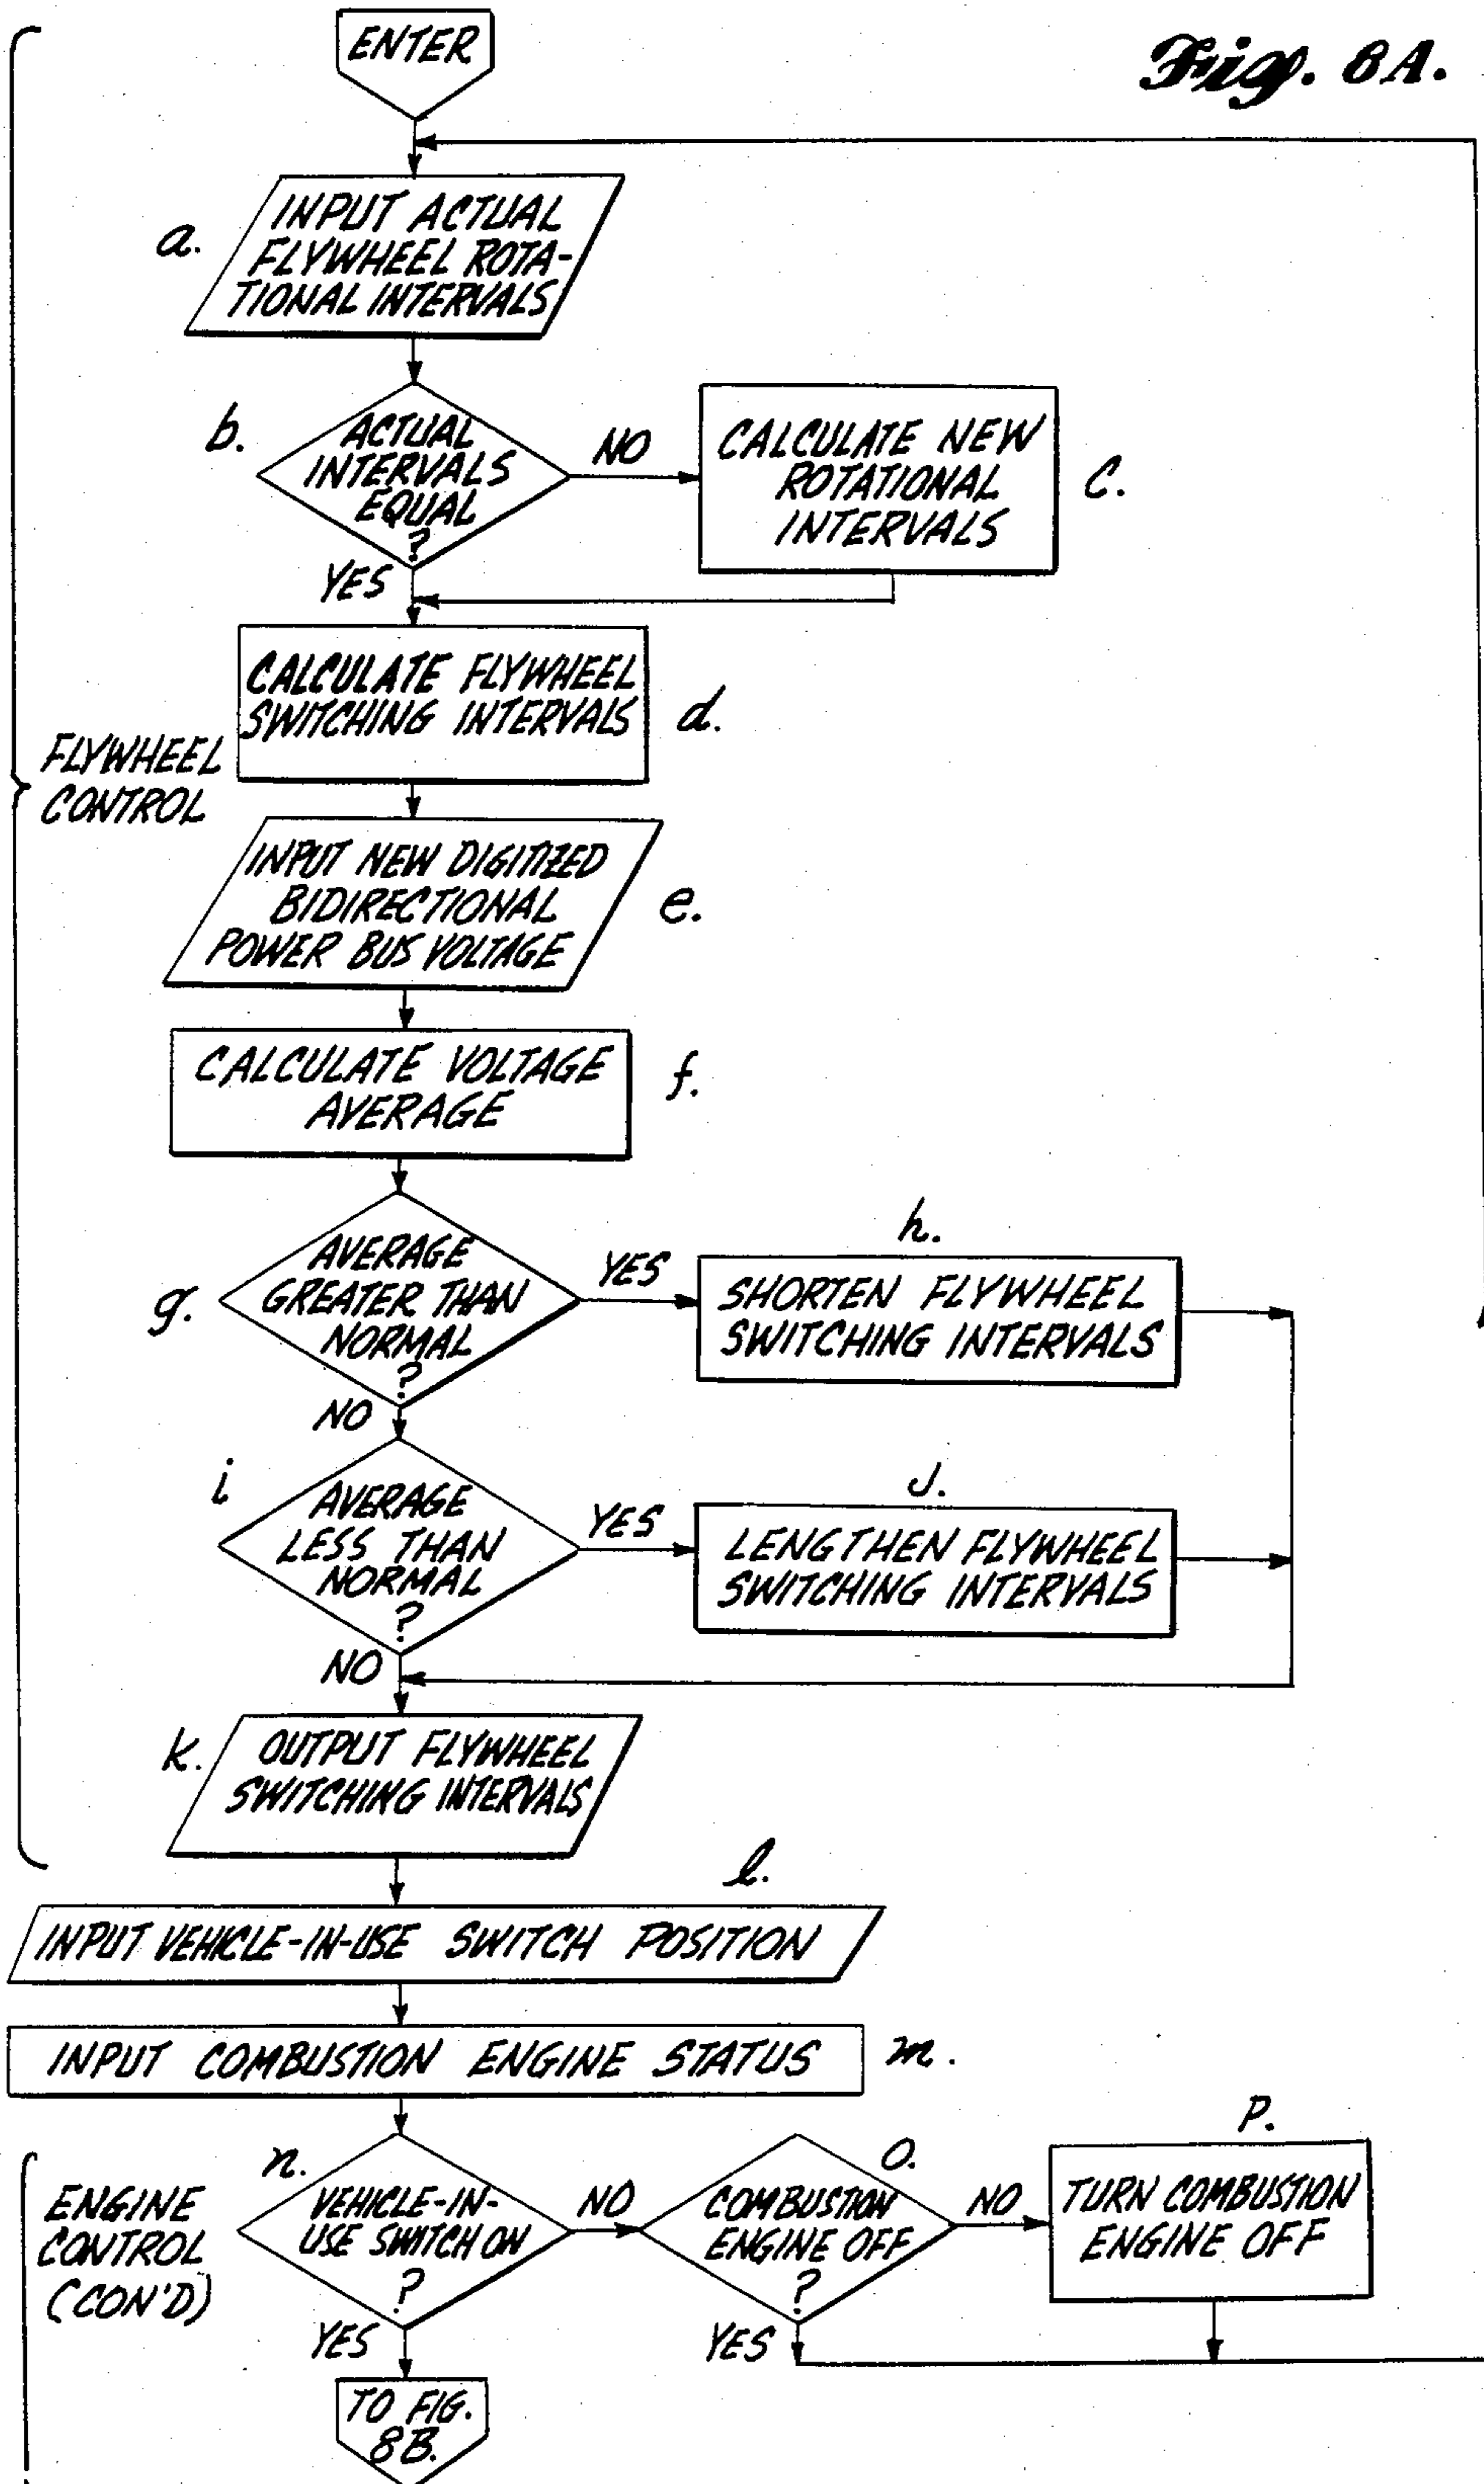 Fig. 8A.
ENTER
a.
INPUT ACTUAL
FLYWHEEL ROTA-
TIONAL INTERVALS
b.
ACTUAL
INTERVALS
EQUAL
?
NO
YES
CALCULATE NEW
ROTATIONAL
INTERVALS
c.
CALCULATE FLYWHEEL
SWITCHING INTERVALS
d.
FLYWHEEL
CONTROL
INPUT NEW DIGITIZED
BIDIRECTIONAL
POWER BUS VOLTAGE
e.
CALCULATE VOLTAGE
AVERAGE
f.
g.
AVERAGE
GREATER THAN
NORMAL
?
YES
NO
h.
SHORTEN FLYWHEEL
SWITCHING INTERVALS
i
AVERAGE
LESS THAN
NORMAL
?
YES
NO
J.
LENGTHEN FLYWHEEL
SWITCHING INTERVALS
k.
OUTPUT FLYWHEEL
SWITCHING INTERVALS
l.
INPUT VEHICLE-IN-USE SWITCH POSITION
INPUT COMBUSTION ENGINE STATUS
m.
ENGINE
CONTROL
(CON'D)
n.
VEHICLE-IN-
USE SWITCH ON
?
NO
YES
o.
COMBUSTION
ENGINE OFF
?
NO
YES
P.
TURN COMBUSTION
ENGINE OFF
TO FIG.
8B.